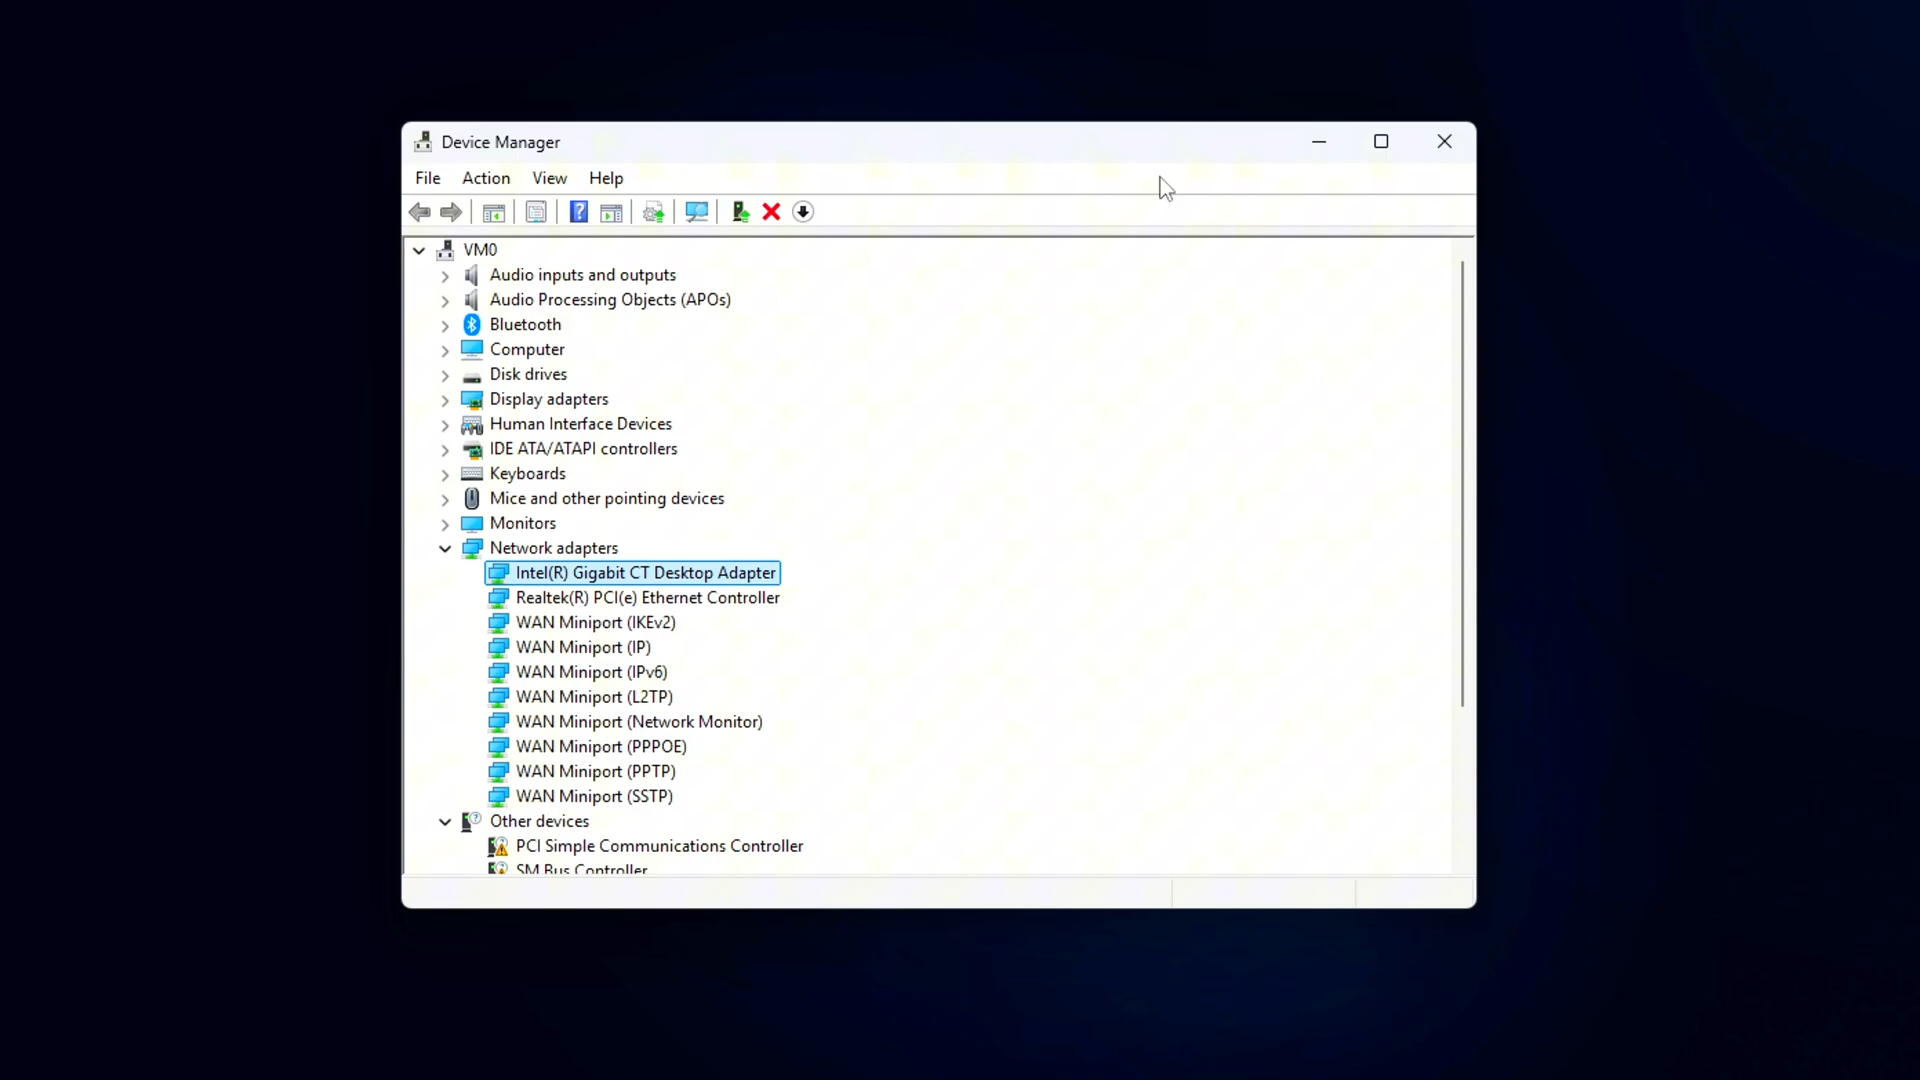 Device Manager
File Action View Help
VM0
Audio inputs and outputs
Audio Processing Objects (APOs)
Bluetooth
Computer
Disk drives
Display adapters
Human Interface Devices
IDE ATA/ATAPI controllers
Keyboards
Mice and other pointing devices
Monitors
Network adapters
Intel(R) Gigabit CT Desktop Adapter
Realtek(R) PCI(e) Ethernet Controller
WAN Miniport (IKEv2)
WAN Miniport (IP)
WAN Miniport (IPv6)
WAN Miniport (L2TP)
WAN Miniport (Network Monitor)
WAN Miniport (PPPOE)
WAN Miniport (PPTP)
WAN Miniport (SSTP)
Other devices
PCI Simple Communications Controller
SM Bus Controller